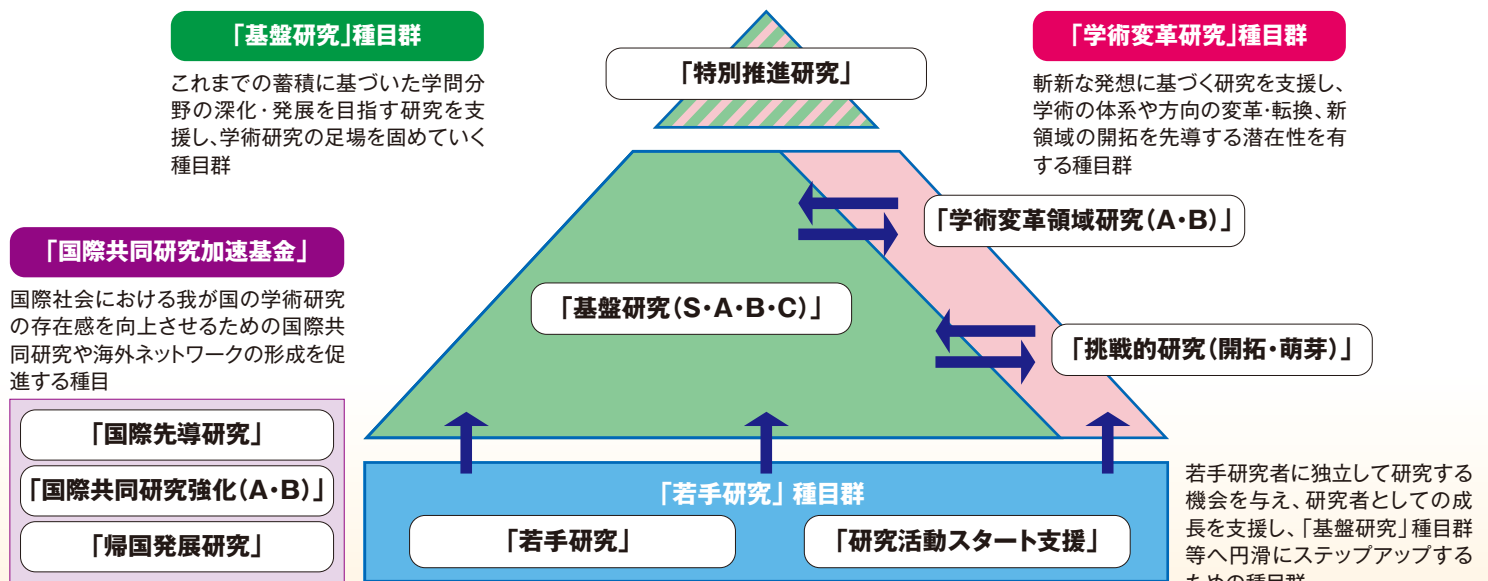 「基盤研究」種目群
これまでの蓄積に基づいた学問分
野の深化・発展を目指す研究を支
援し、学術研究の足場を固めていく
種目群
「特別推進研究」
「学術変革研究」種目群
斬新な発想に基づく研究を支援し、
学術の体系や方向の変革・転換、新
領域の開拓を先導する潜在性を有
する種目群
「学術変革領域研究(A・B)」
「国際共同研究加速基金」
国際社会における我が国の学術研究
の存在感を向上させるための国際共
同研究や海外ネットワークの形成を促
進する種目
「基盤研究(S・A・B・C)」
「挑戦的研究(開拓・萌芽)」
「国際先導研究」
「国際共同研究強化(A・B)」
「帰国発展研究」
「若手研究」種目群
「若手研究」
「研究活動スタート支援」
若手研究者に独立して研究する
機会を与え、研究者としての成
長を支援し、「基盤研究」種目群
等へ円滑にステップアップする
ための種目群